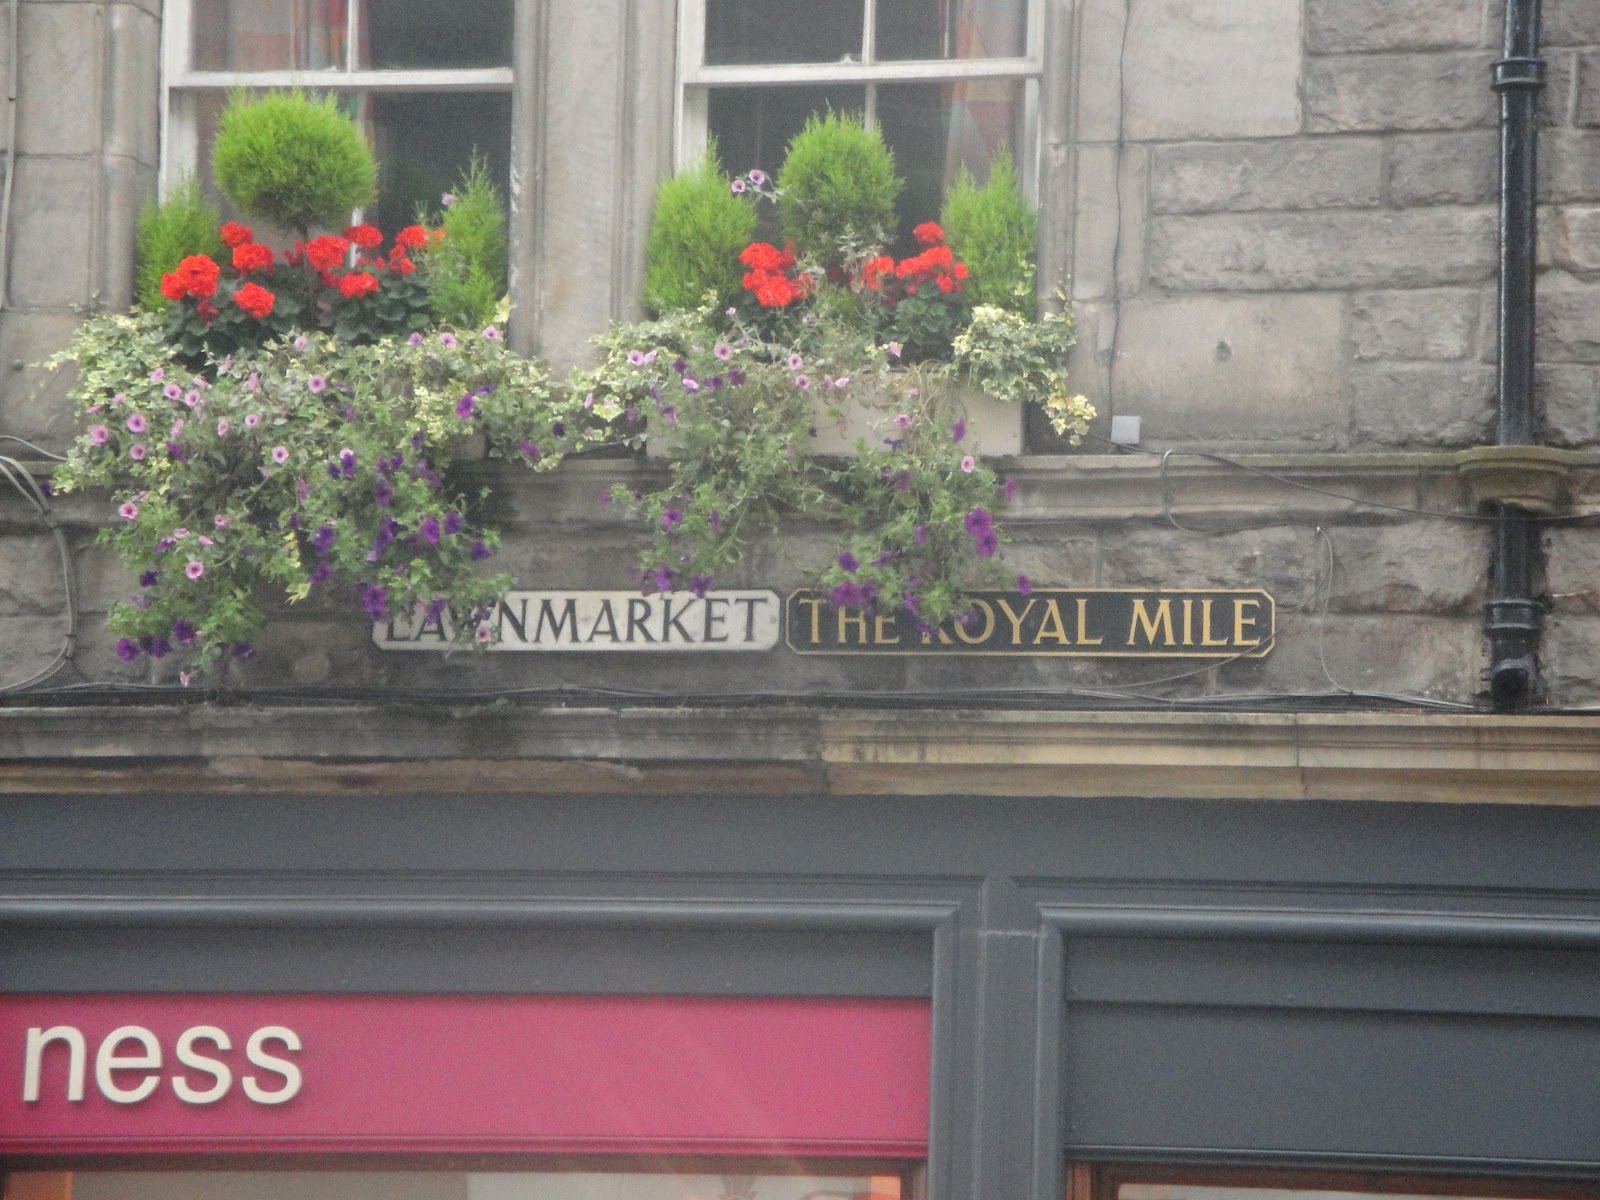 LAWNMARKET
THE ROYAL MILE
ness